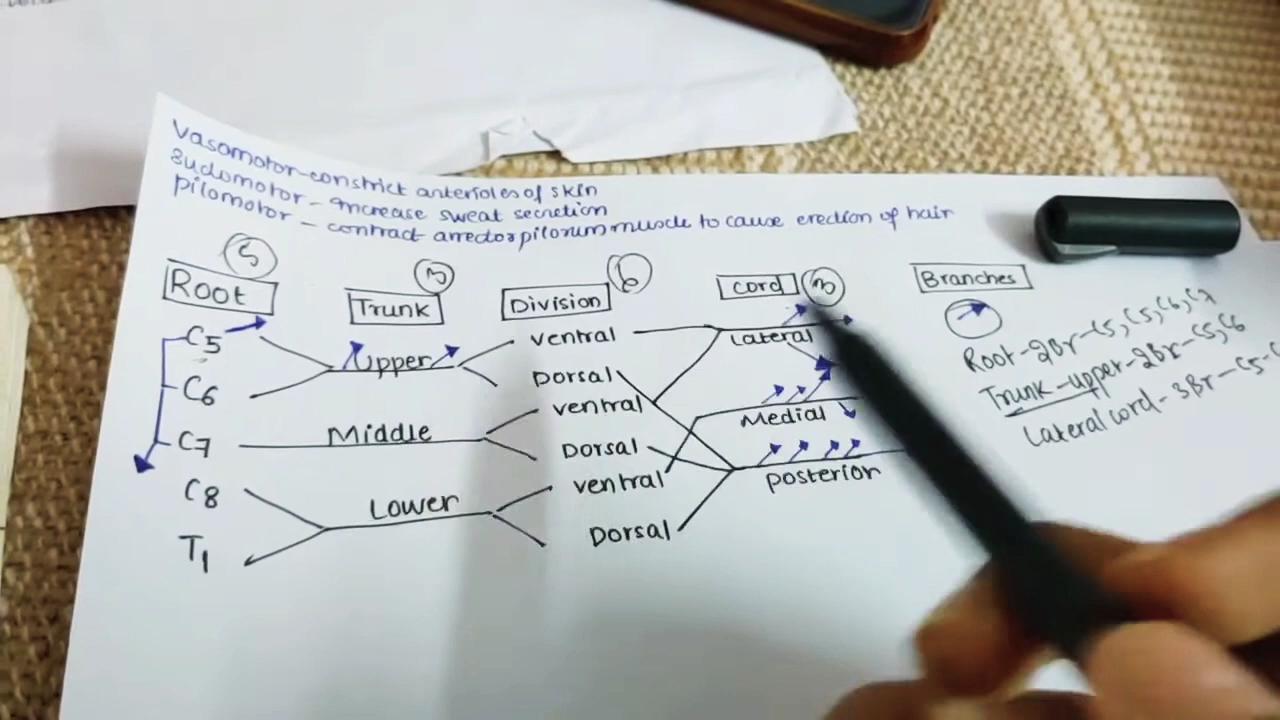 Vasomotor-constrict arterioles of skin
Sudomotor - Increase sweat secretion
pilomotor - contract arrectorpilorum muscle to cause erection of hair
5 3 6 3
Root Trunk Division cord Branches
C5 Upper ventral Lateral
C6 Dorsal
ventral Medial
C7 Middle Dorsal posterior
C8 Lower ventral
T1 Dorsal
Root-2Br-C5, C5, C6, C7
Trunk-upper-2Br-C5, C6
Lateral cord-3Br-C5-